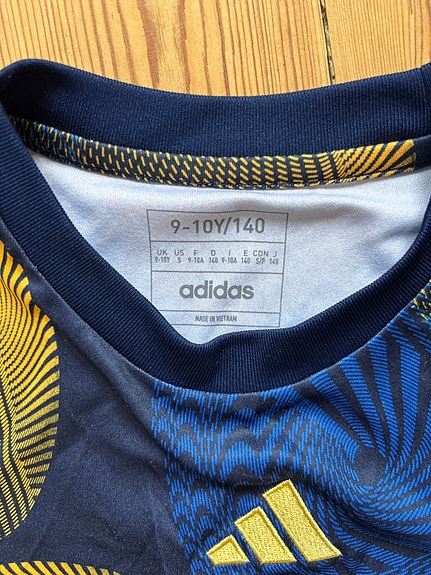 9-10Y/140
UK US F D I E CDN J
9-10Y S 9-10A 140 9-10A 140 S/P 140
adidas
MADE IN VIETNAM